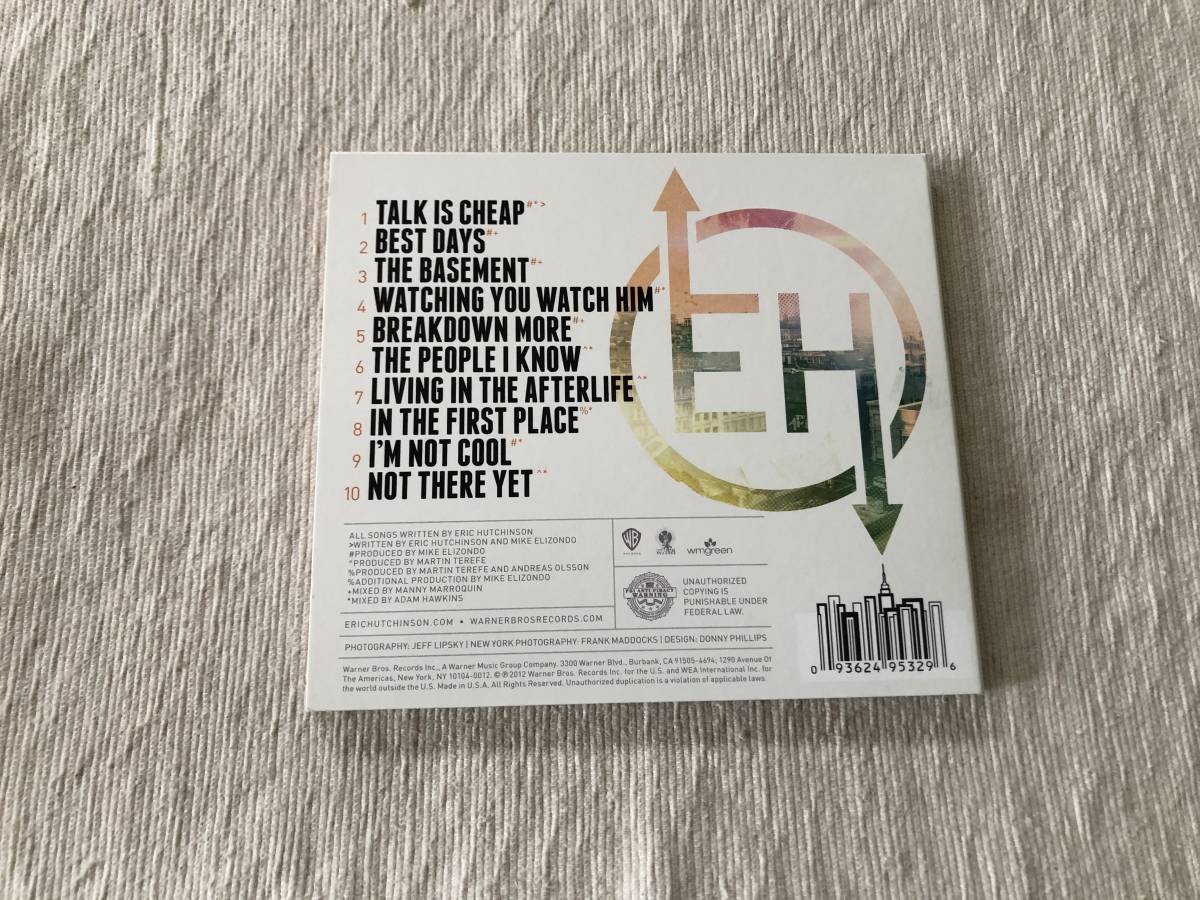 1 TALK IS CHEAP#*>
2 BEST DAYS#+
3 THE BASEMENT#+
4 WATCHING YOU WATCH HIM#*
5 BREAKDOWN MORE#+
6 THE PEOPLE I KNOW^*
7 LIVING IN THE AFTERLIFE^*
8 IN THE FIRST PLACE%*
9 I'M NOT COOL#*
10 NOT THERE YET^*
EH
ALL SONGS WRITTEN BY ERIC HUTCHINSON
>WRITTEN BY ERIC HUTCHINSON AND MIKE ELIZONDO
#PRODUCED BY MIKE ELIZONDO
^PRODUCED BY MARTIN TEREFE
%PRODUCED BY MARTIN TEREFE AND ANDREAS OLSSON
%ADDITIONAL PRODUCTION BY MIKE ELIZONDO
+MIXED BY MANNY MARROQUIN
*MIXED BY ADAM HAWKINS
WB
wmgreen
FBI ANTI-PIRACY
WARNING
UNAUTHORIZED
COPYING IS
PUNISHABLE UNDER
FEDERAL LAW.
ERICHUTCHINSON.COM • WARNERBROSRECORDS.COM
PHOTOGRAPHY: JEFF LIPSKY | NEW YORK PHOTOGRAPHY: FRANK MADDOCKS | DESIGN: DONNY PHILLIPS
Warner Bros. Records Inc., A Warner Music Group Company. 3300 Warner Blvd., Burbank, CA 91505-4694; 1290 Avenue Of
The Americas, New York, NY 10104-0012. ©℗2012 Warner Bros. Records Inc. for the U.S. and WEA International Inc. for
the world outside the U.S. Made in U.S.A. All Rights Reserved. Unauthorized duplication is a violation of applicable laws.
0 93624 95329 6